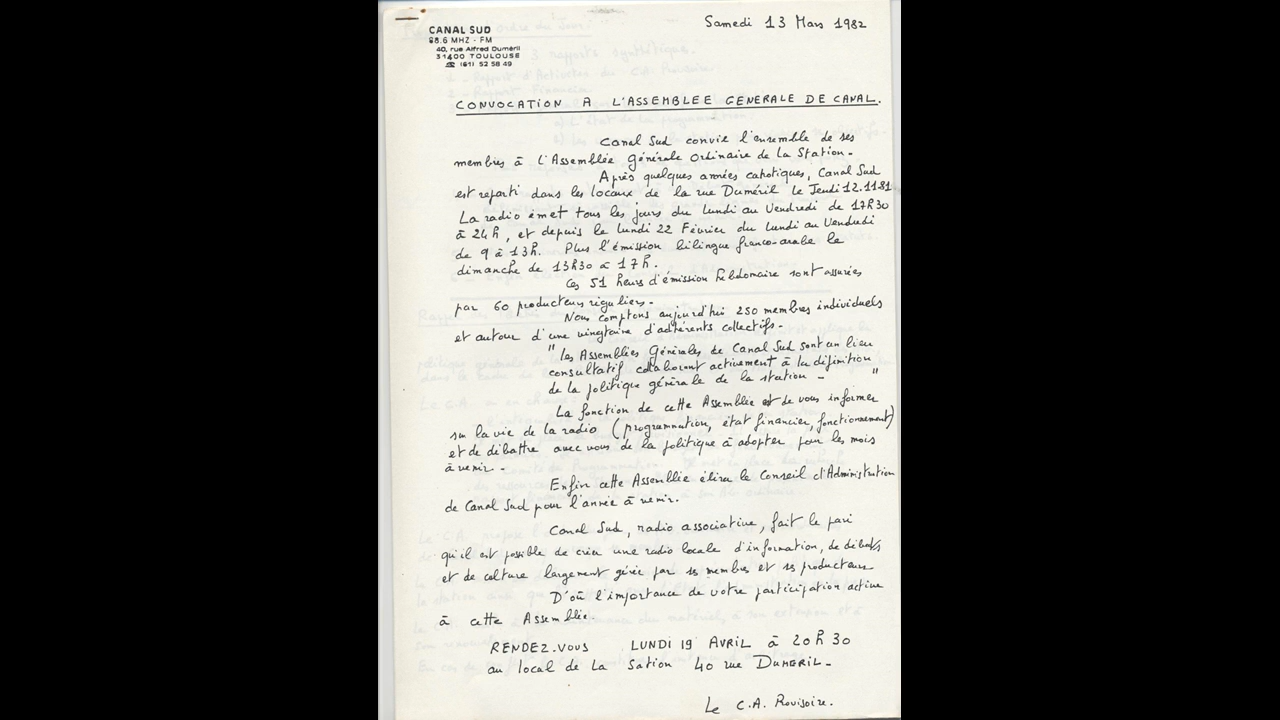 Samedi 13 Mars 1982
CANAL SUD
98.6 MHZ - FM
40, rue Alfred Duméril
31400 TOULOUSE
☎ (61) 52 58 49
CONVOCATION A L'ASSEMBLEE GENERALE DE CANAL.
Canal Sud convie l'ensemble de ses
membres à l'Assemblée Générale Ordinaire de la Station.
Après quelques années cahotiques, Canal Sud
est reparti dans les locaux de la rue Duméril le Jeudi 12.11.81
La radio émet tous les jours du lundi au Vendredi de 17H30
à 24H, et depuis le lundi 22 Février du lundi au Vendredi
de 9 à 13h. Plus l'émission bilingue franco-arabe le
dimanche de 13h30 à 17h.
Ces 51 heurs d'émission hebdomaire sont assurées
par 60 producteurs réguliers.
Nous comptons aujourd'hui 250 membres individuels
et autour d'une vingtaine d'adhérents collectifs.
" Les Assemblées Générales de Canal Sud sont un lieu
consultatif colaborant activement à la définition
de la politique générale de la station - "
La fonction de cette Assemblée est de vous informer
sur la vie de la radio (programmation, état financier, fonctionnement)
et de débattre avec vous de la politique à adopter pour les mois
à venir.
Enfin cette Assemblée élira le Conseil d'Administration
de Canal Sud pour l'année à venir.
Canal Sud, radio associative, fait le pari
qu'il est possible de créer une radio locale d'information, de débats
et de culture largement gérée par ses membres et ses producteurs
D'où l'importance de votre participation active
à cette Assemblée.
RENDEZ-VOUS LUNDI 19 AVRIL à 20H30
au local de la Sation 40 rue DUMERIL.
Le C.A. Provisoire.